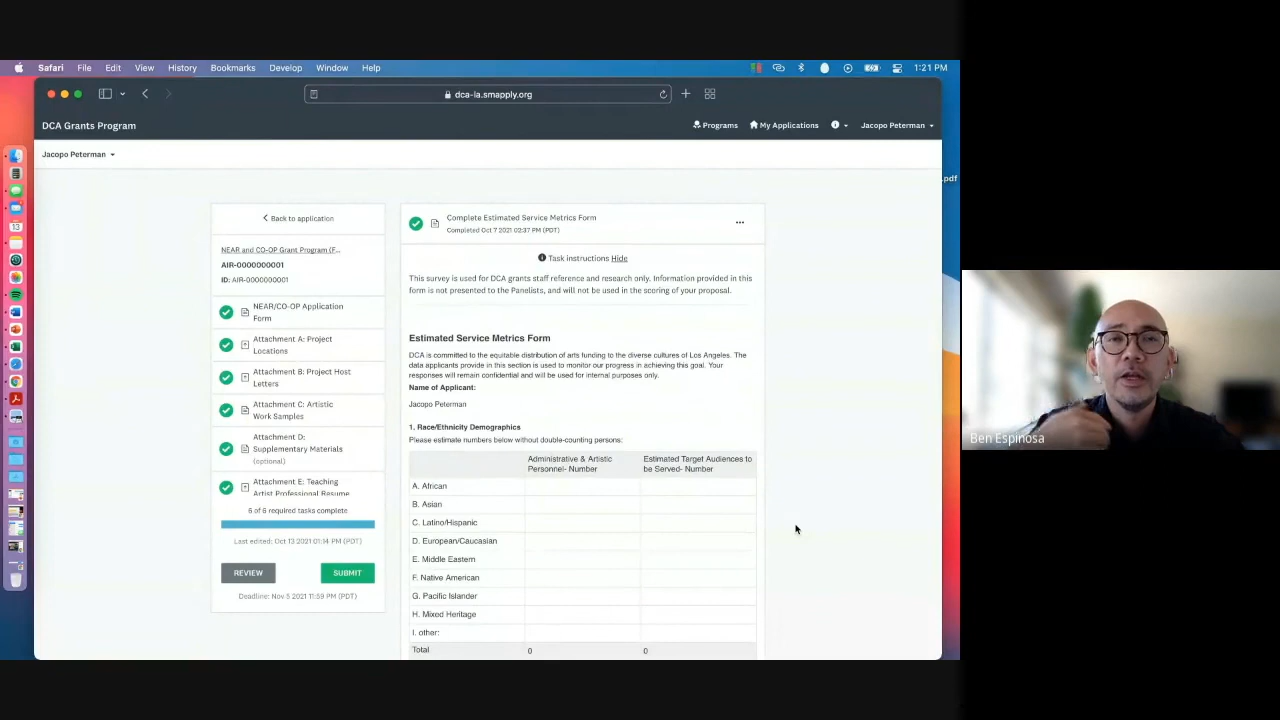 Safari File Edit View History Bookmarks Develop Window Help
1:21 PM
dca-la.smapply.org
DCA Grants Program
Programs
My Applications
Jacopo Peterman
Jacopo Peterman
.pdf
Back to application
NEAR and CO-OP Grant Program (F...
AIR-0000000001
ID: AIR-0000000001
NEAR/CO-OP Application
Form
Attachment A: Project
Locations
Attachment B: Project Host
Letters
Attachment C: Artistic
Work Samples
Attachment D:
Supplementary Materials
(optional)
Attachment E: Teaching
Artist Professional Resume
6 of 6 required tasks complete
Last edited: Oct 13 2021 01:14 PM (PDT)
REVIEW
SUBMIT
Deadline: Nov 5 2021 11:59 PM (PDT)
Complete Estimated Service Metrics Form
Completed Oct 7 2021 02:37 PM (PDT)
Task instructions Hide
This survey is used for DCA grants staff reference and research only. Information provided in this
form is not presented to the Panelists, and will not be used in the scoring of your proposal.
Estimated Service Metrics Form
DCA is committed to the equitable distribution of arts funding to the diverse cultures of Los Angeles. The
data applicants provide in this section is used to monitor our progress in achieving this goal. Your
responses will remain confidential and will be used for internal purposes only.
Name of Applicant:
Jacopo Peterman
1. Race/Ethnicity Demographics
Please estimate numbers below without double-counting persons:
Administrative & Artistic
Personnel- Number
Estimated Target Audiences to
be Served- Number
A. African
B. Asian
C. Latino/Hispanic
D. European/Caucasian
E. Middle Eastern
F. Native American
G. Pacific Islander
H. Mixed Heritage
I. other:
Total 0 0
Ben Espinosa